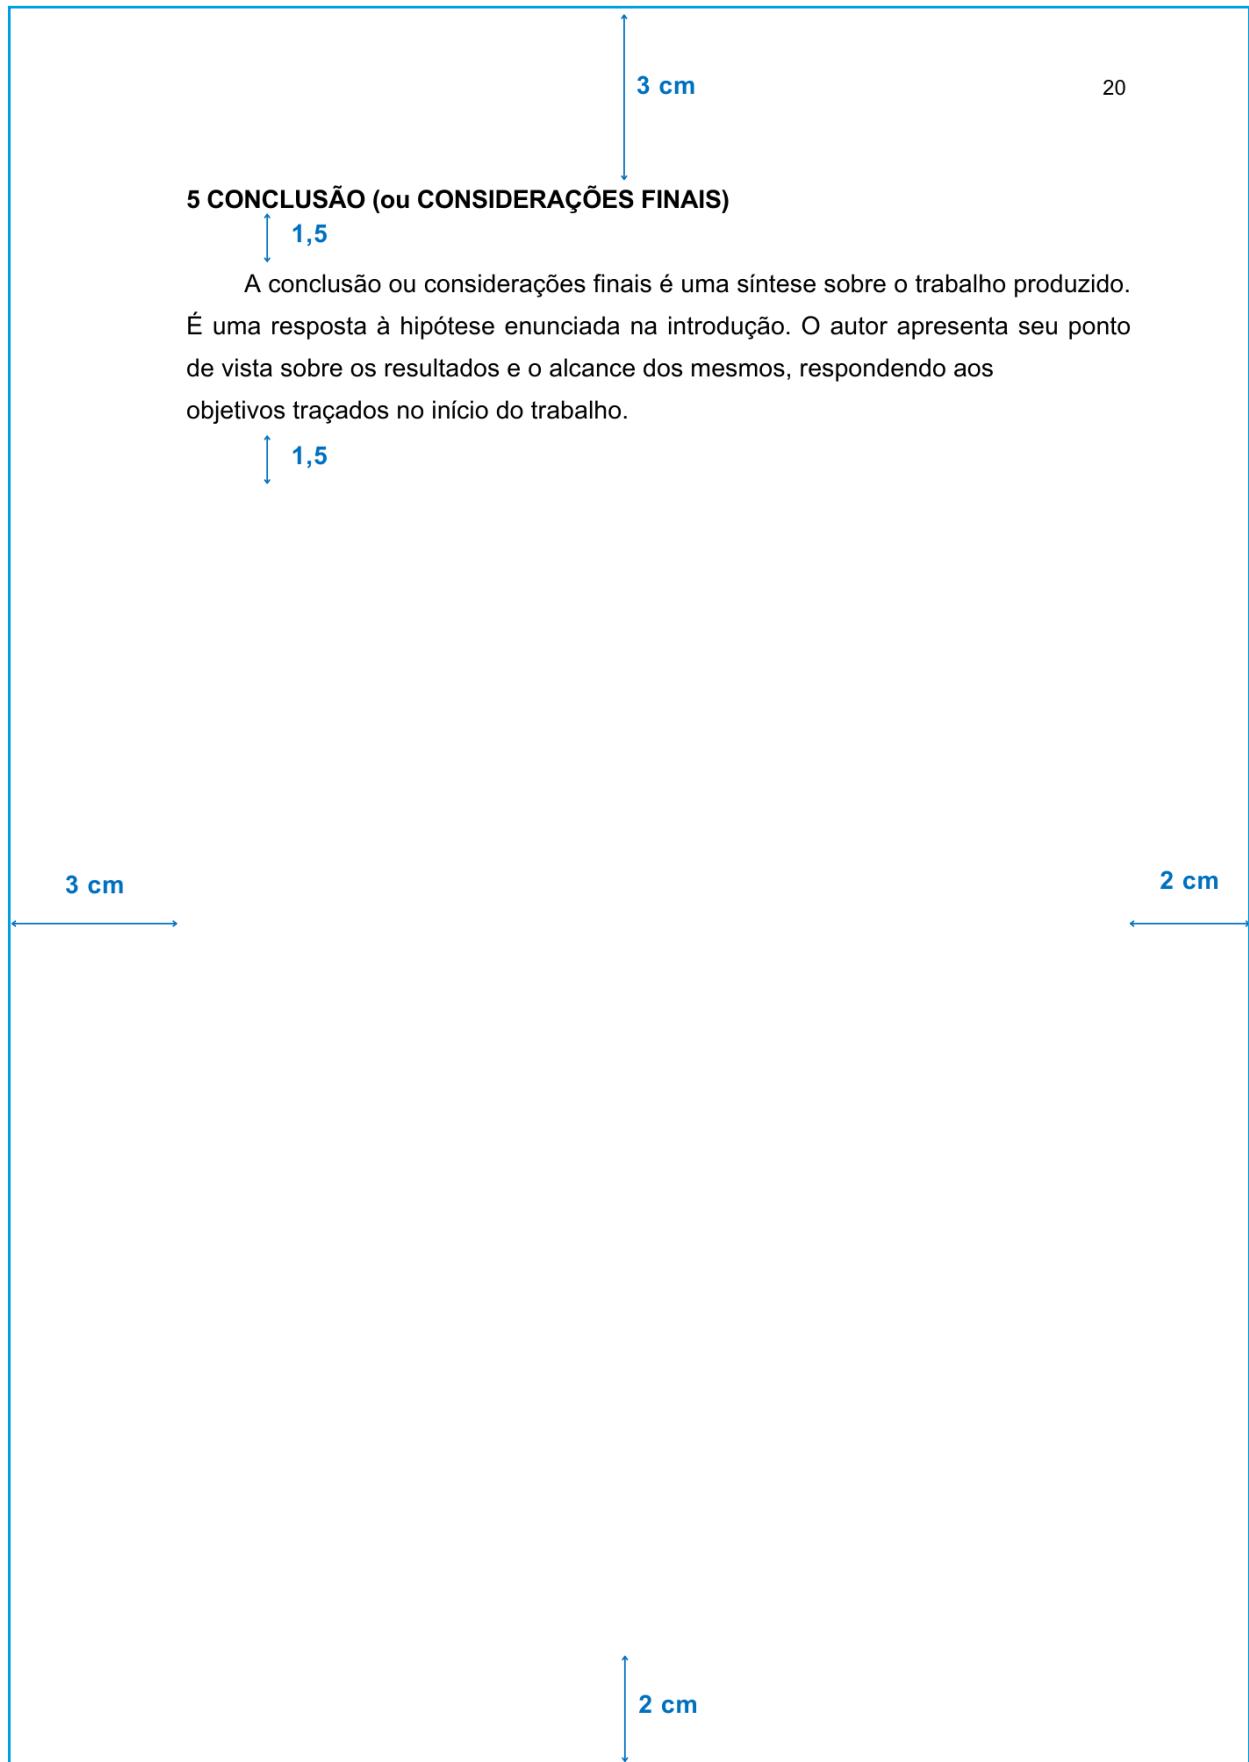 3 cm
20
5 CONCLUSÃO (ou CONSIDERAÇÕES FINAIS)
1,5
A conclusão ou considerações finais é uma síntese sobre o trabalho produzido.
É uma resposta à hipótese enunciada na introdução. O autor apresenta seu ponto
de vista sobre os resultados e o alcance dos mesmos, respondendo aos
objetivos traçados no início do trabalho.
1,5
3 cm
2 cm
2 cm